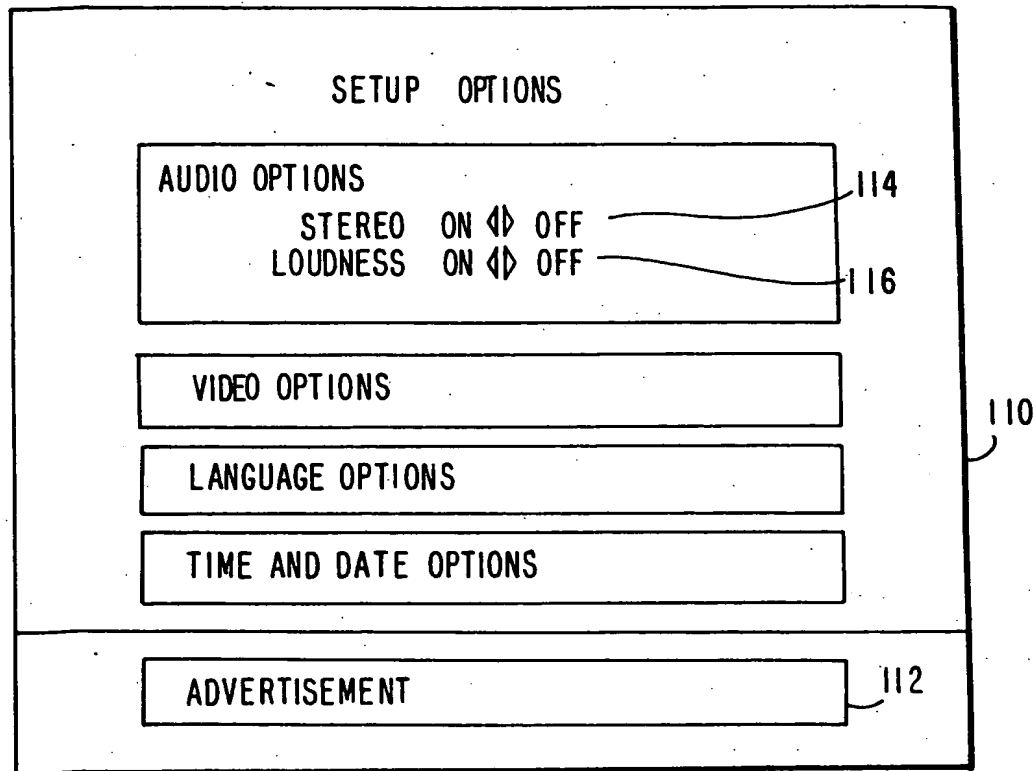 SETUP OPTIONS
AUDIO OPTIONS
STEREO ON ◁▷ OFF
114
LOUDNESS ON ◁▷ OFF
116
VIDEO OPTIONS
110
LANGUAGE OPTIONS
TIME AND DATE OPTIONS
ADVERTISEMENT
112